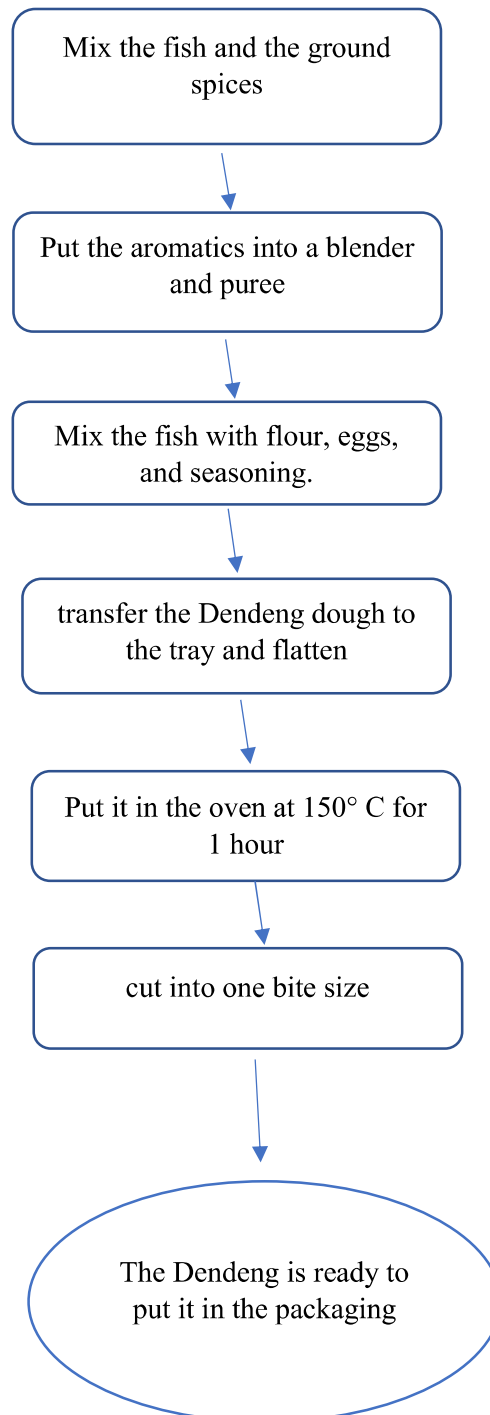 Mix the fish and the ground
spices
Put the aromatics into a blender
and puree
Mix the fish with flour, eggs,
and seasoning.
transfer the Dendeng dough to
the tray and flatten
Put it in the oven at 150° C for
1 hour
cut into one bite size
The Dendeng is ready to
put it in the packaging